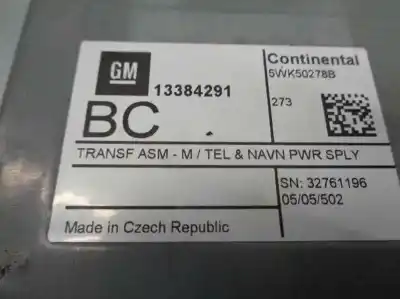 GM
13384291
BC
Continental
5WK50278B
273
TRANSF ASM - M / TEL & NAVN PWR SPLY
SN: 32761196
05/05/502
Made in Czech Republic